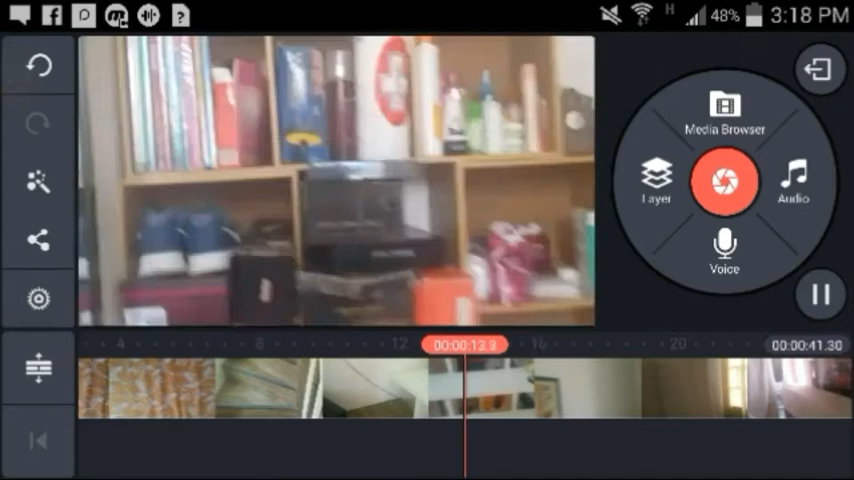 48% 3:18 PM
Media Browser
Layer
Audio
Voice
4 8 12 00:00:13.3 16 20 00:00:41.30